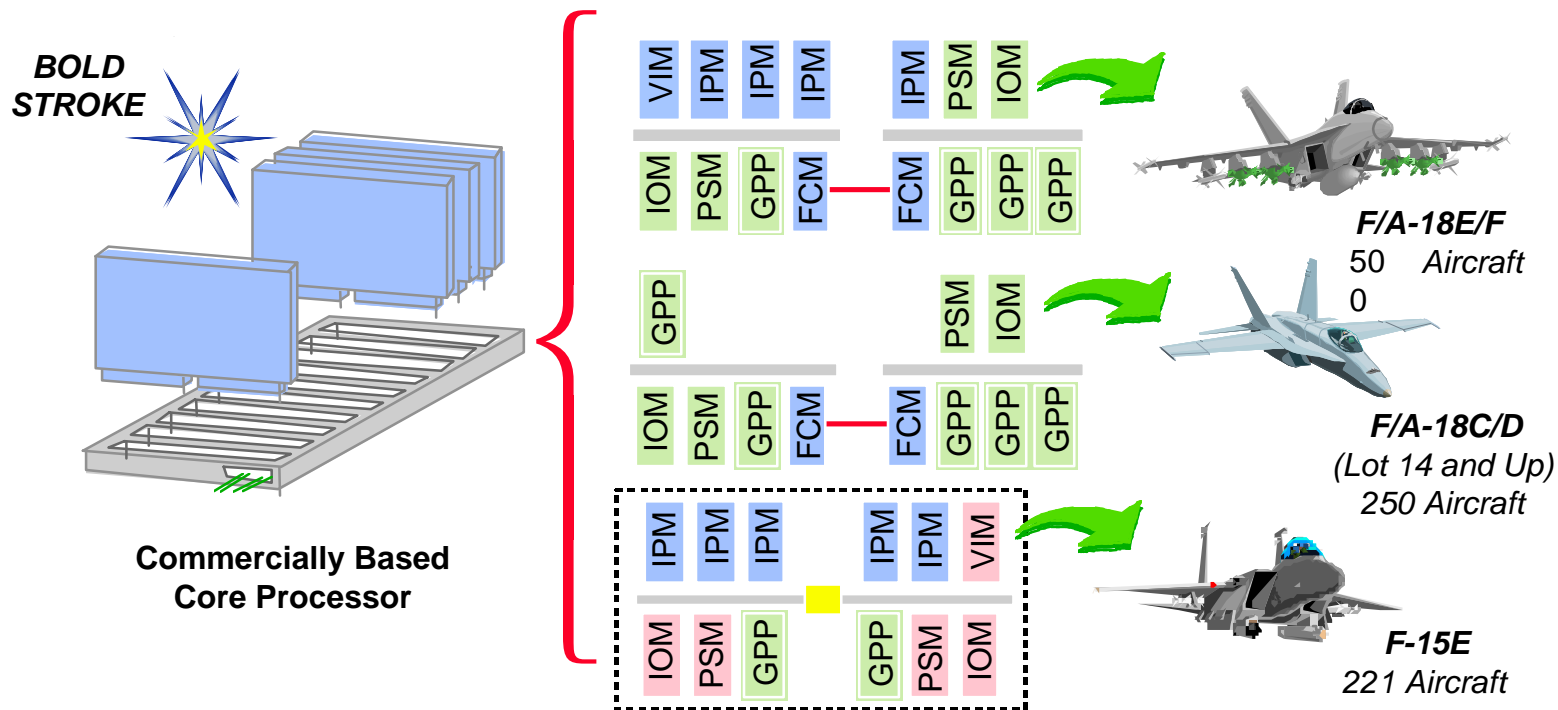 BOLD
STROKE
Commercially Based
Core Processor
VIM IPM IPM IPM IPM PSM IOM
IOM PSM GPP FCM FCM GPP GPP GPP
F/A-18E/F
50 Aircraft
0
GPP PSM IOM
IOM PSM GPP FCM FCM GPP GPP GPP
F/A-18C/D
(Lot 14 and Up)
250 Aircraft
IPM IPM IPM IPM IPM VIM
IOM PSM GPP GPP PSM IOM
F-15E
221 Aircraft